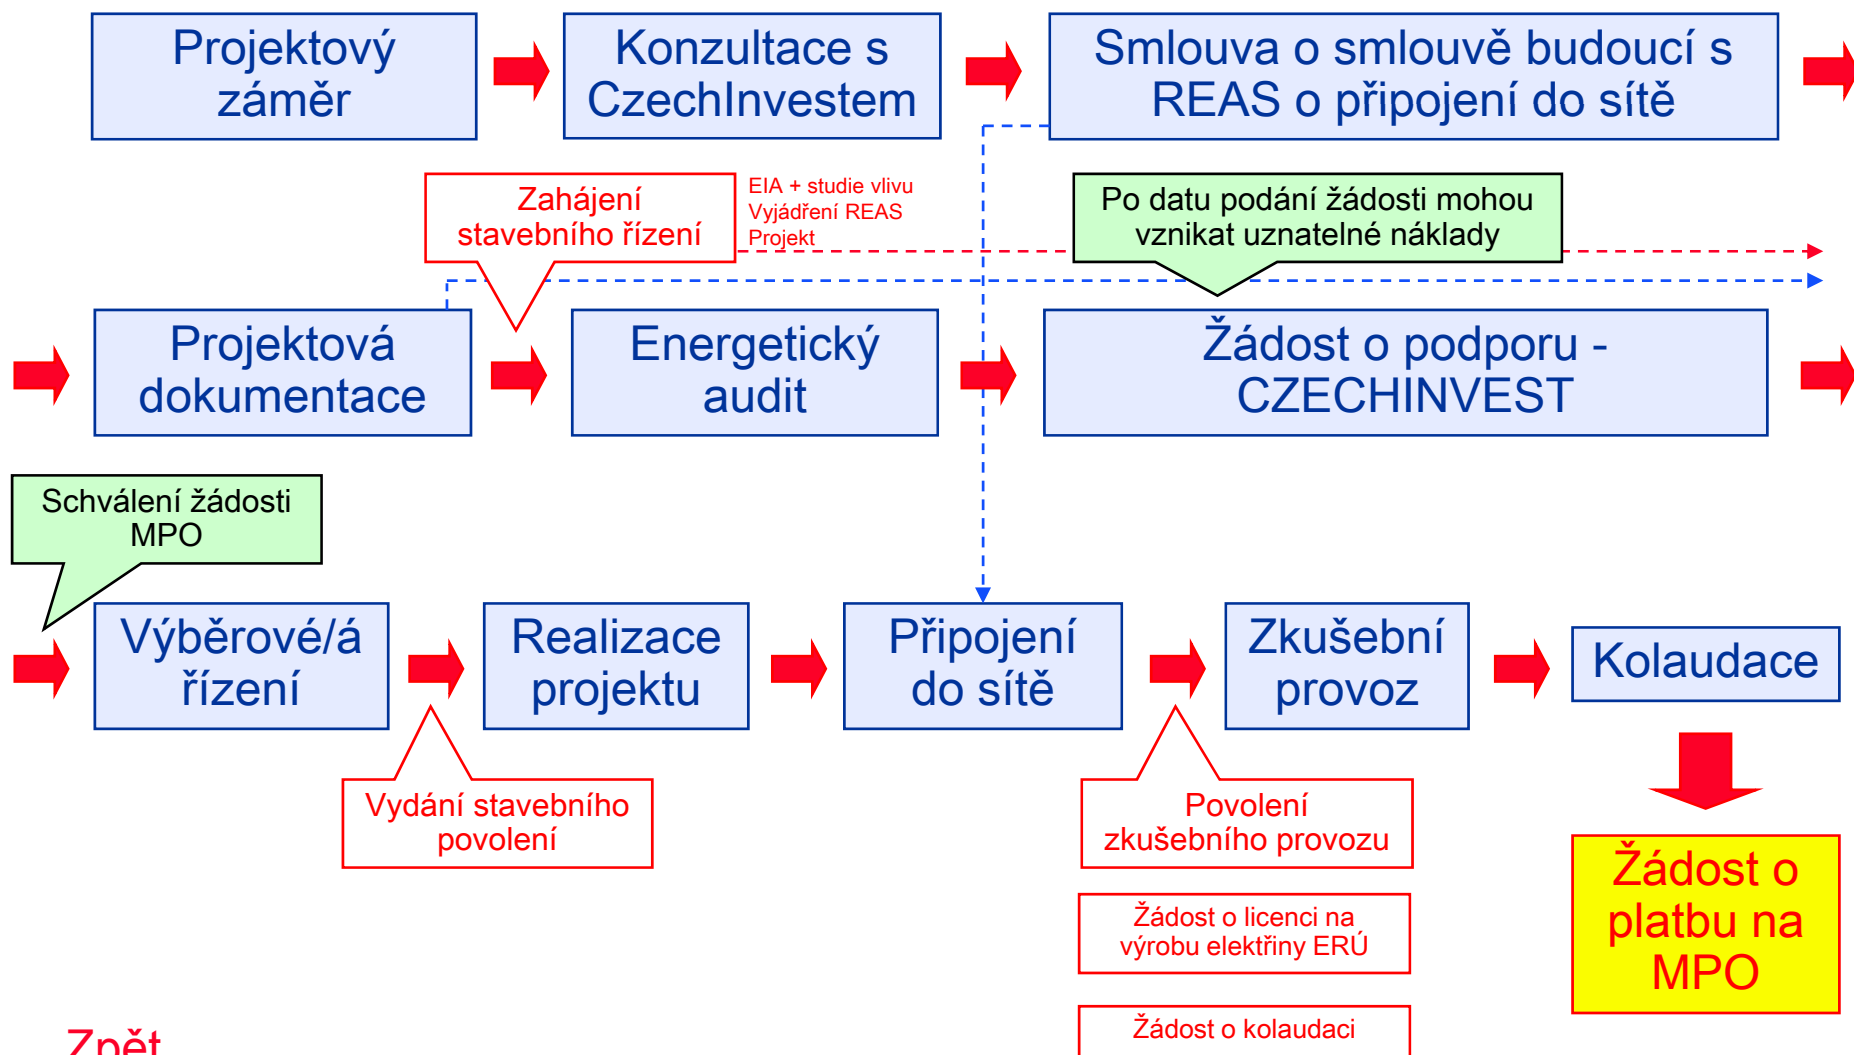 Projektový
záměr
Konzultace s
CzechInvestem
Smlouva o smlouvě budoucí s
REAS o připojení do sítě
Zahájení
stavebního řízení
EIA + studie vlivu
Vyjádření REAS
Projekt
Po datu podání žádosti mohou
vznikat uznatelné náklady
Projektová
dokumentace
Energetický
audit
Žádost o podporu -
CZECHINVEST
Schválení žádosti
MPO
Výběrové/á
řízení
Realizace
projektu
Připojení
do sítě
Zkušební
provoz
Kolaudace
Vydání stavebního
povolení
Povolení
zkušebního provozu
Žádost o licenci na
výrobu elektřiny ERÚ
Žádost o kolaudaci
Žádost o
platbu na
MPO
Zpět